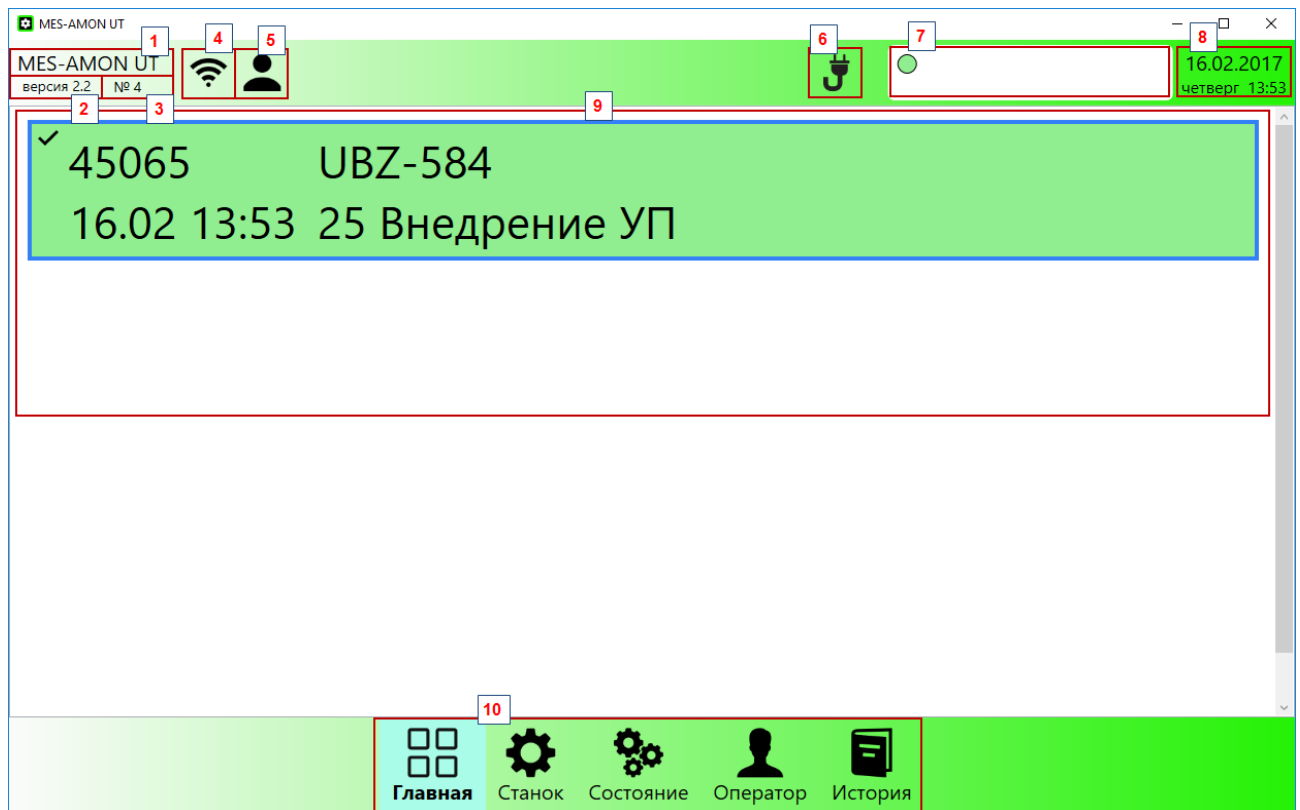 MES-AMON UT
1
4
5
6
7
8
MES-AMON UT
16.02.2017
версия 2.2
№ 4
четверг 13:53
2
3
9
45065 UBZ-584
16.02 13:53 25 Внедрение УП
10
Главная
Станок
Состояние
Оператор
История